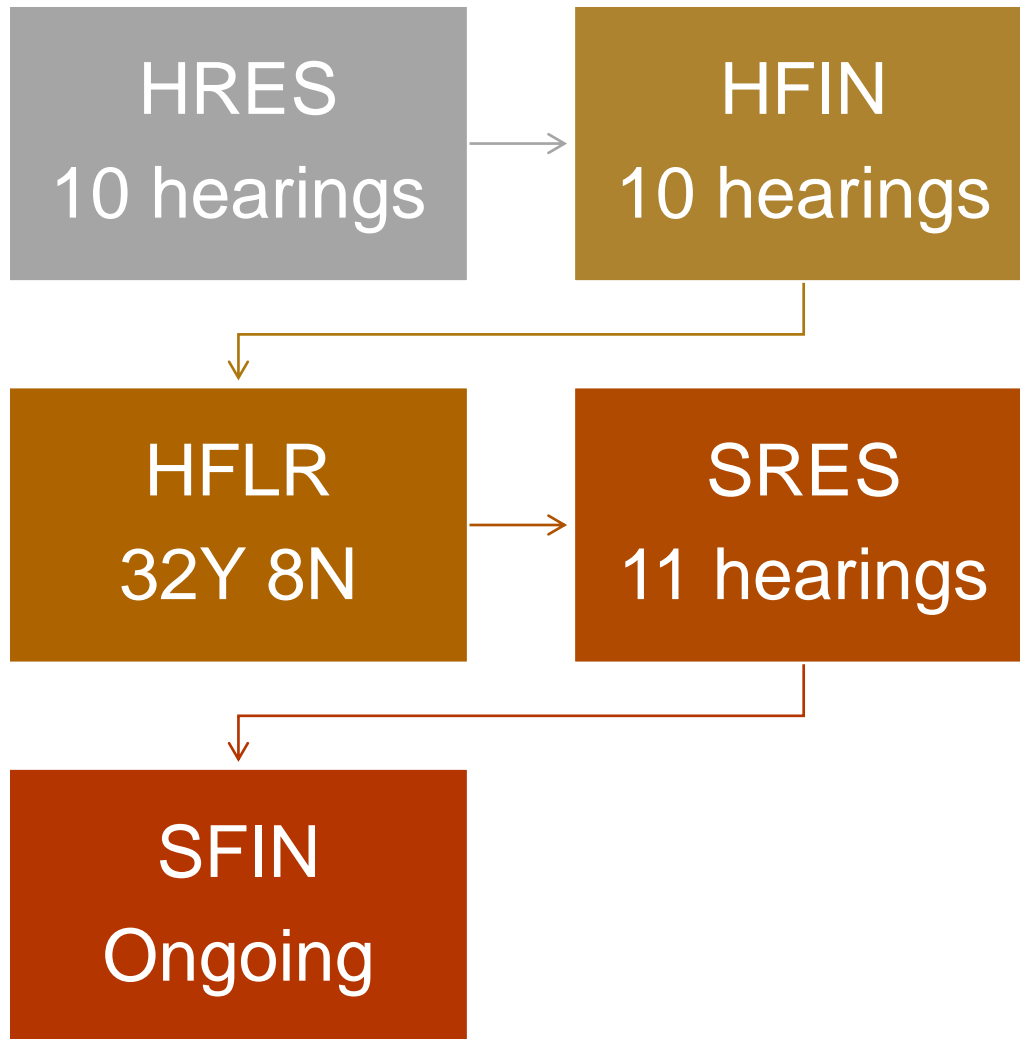 HRES
10 hearings
HFIN
10 hearings
HFLR
32Y 8N
SRES
11 hearings
SFIN
Ongoing